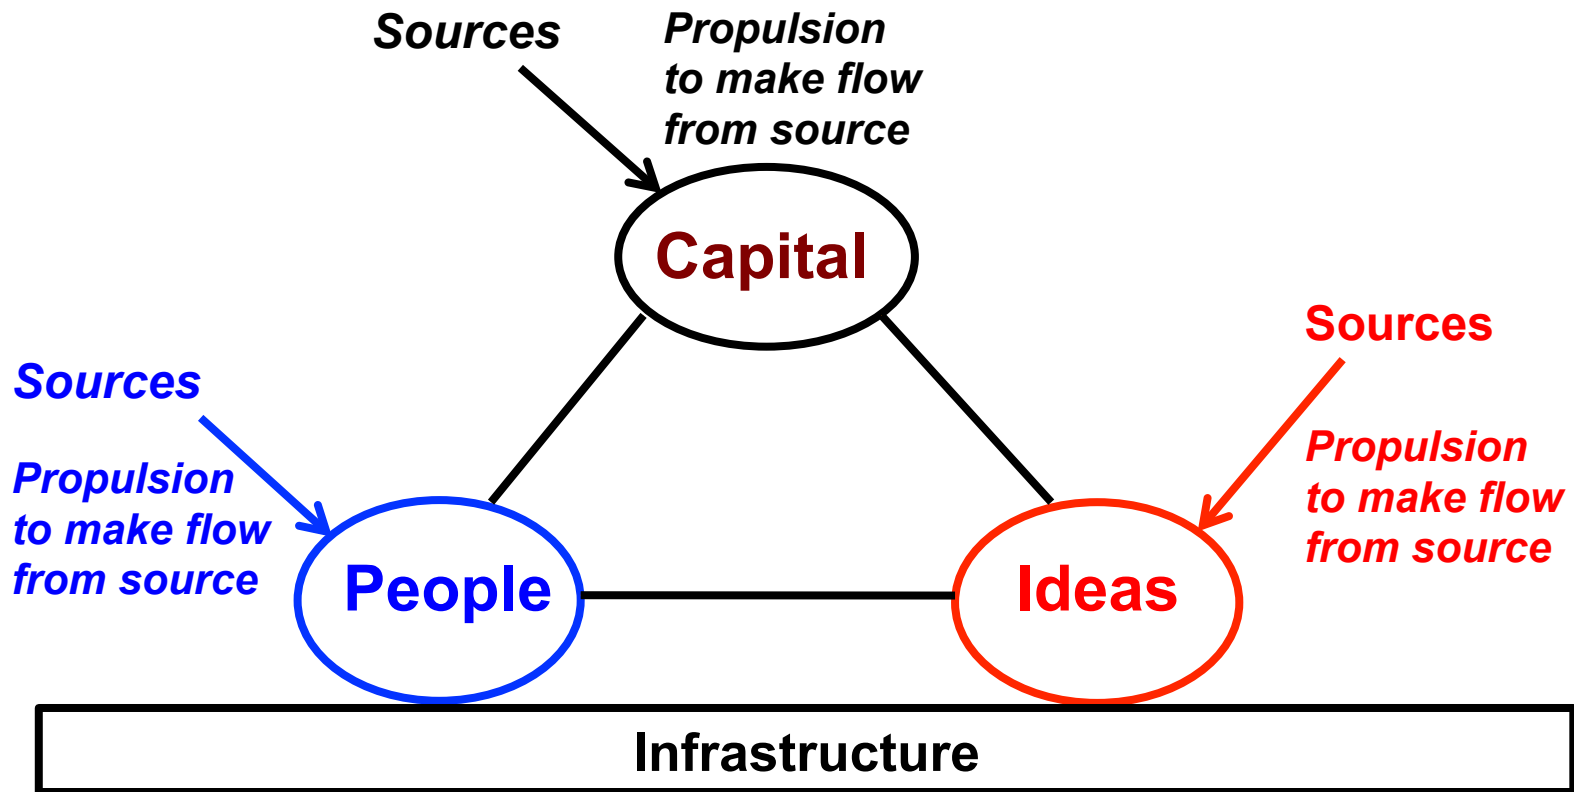 Sources
Propulsion
to make flow
from source
Capital
Sources
Propulsion
to make flow
from source
People
Sources
Propulsion
to make flow
from source
Ideas
Infrastructure